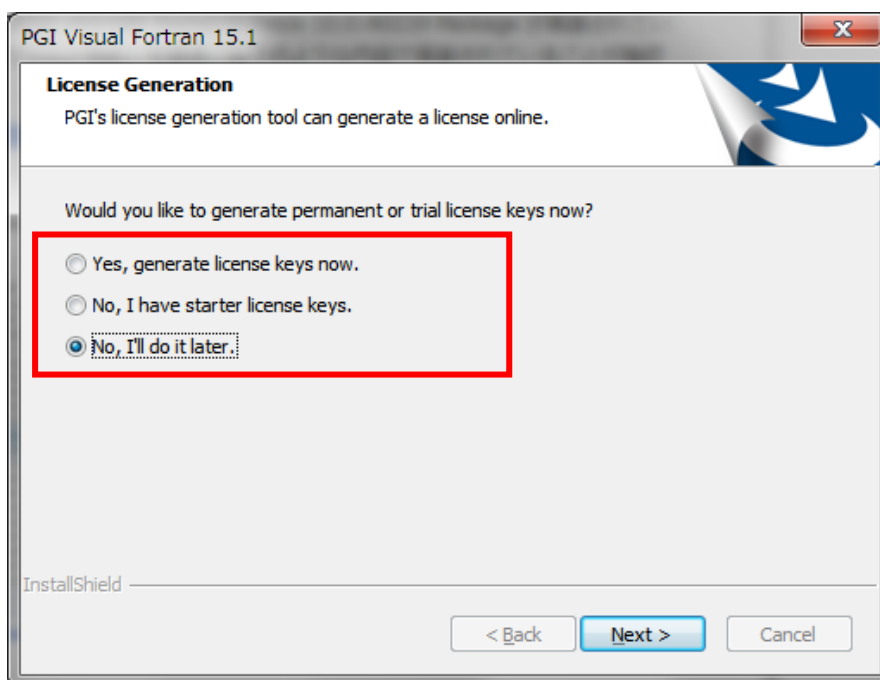 PGI Visual Fortran 15.1
License Generation
PGI's license generation tool can generate a license online.
Would you like to generate permanent or trial license keys now?
Yes, generate license keys now.
No, I have starter license keys.
No, I'll do it later.
InstallShield
< Back
Next >
Cancel